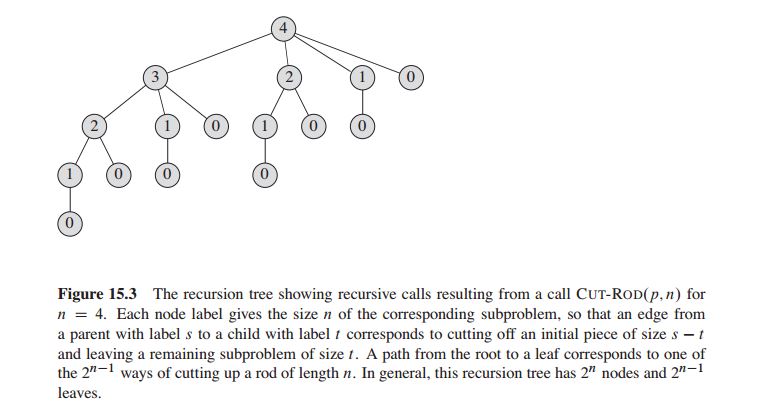 4
3 2 1 0
2 1 0 1 0 0
1 0 0 0
0
Figure 15.3 The recursion tree showing recursive calls resulting from a call CUT-ROD(p, n) for
n = 4. Each node label gives the size n of the corresponding subproblem, so that an edge from
a parent with label s to a child with label t corresponds to cutting off an initial piece of size s − t
and leaving a remaining subproblem of size t. A path from the root to a leaf corresponds to one of
the 2ⁿ⁻¹ ways of cutting up a rod of length n. In general, this recursion tree has 2ⁿ nodes and 2ⁿ⁻¹
leaves.